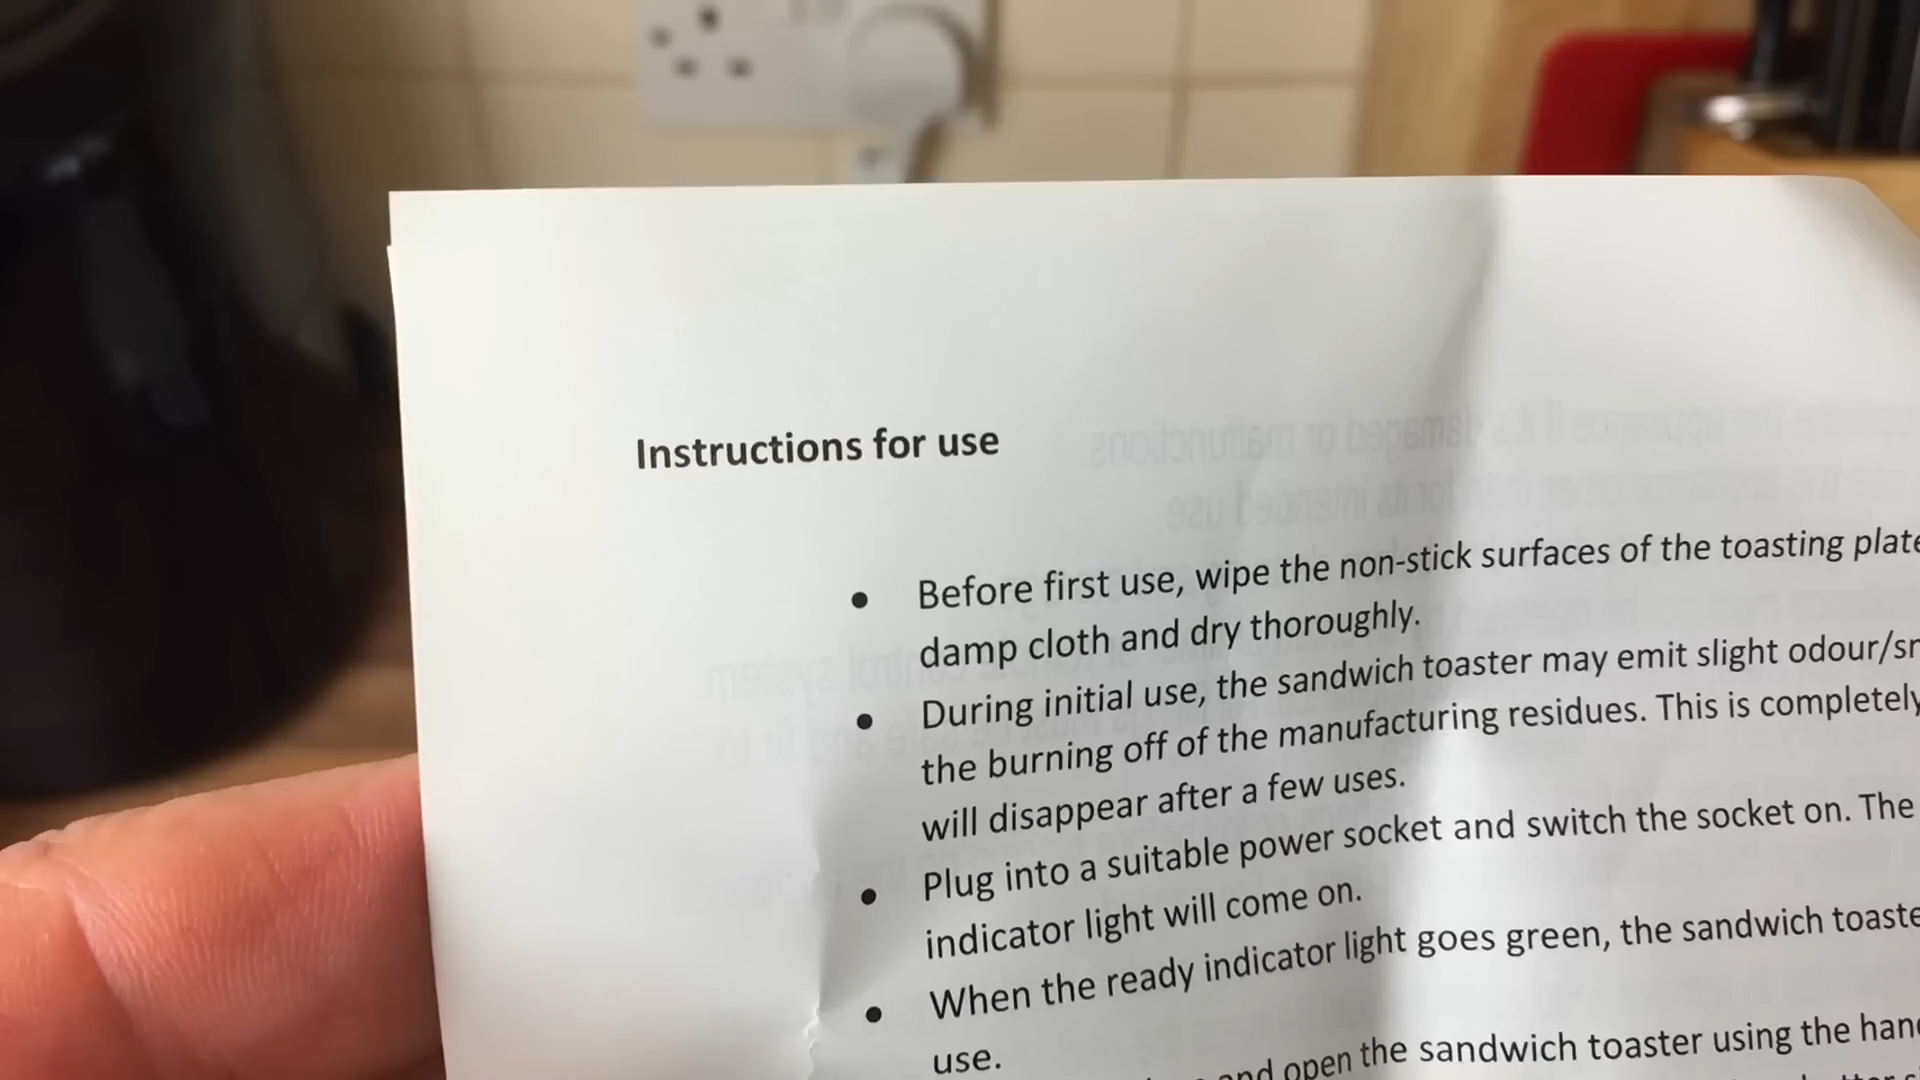 Instructions for use
• Before first use, wipe the non-stick surfaces of the toasting
damp cloth and dry thoroughly.
• During initial use, the sandwich toaster may emit slight odour/
the burning off of the manufacturing residues. This is completely
will disappear after a few uses.
• Plug into a suitable power socket and switch the socket on. The
indicator light will come on.
• When the ready indicator light goes green, the sandwich
use.
and open the sandwich toaster using the